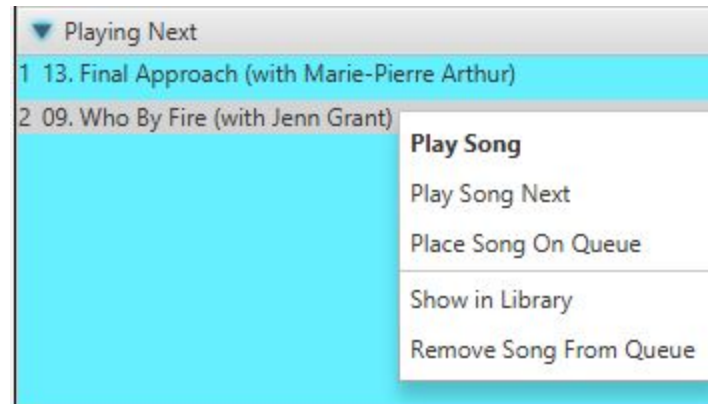 Playing Next
1 13. Final Approach (with Marie-Pierre Arthur)
2 09. Who By Fire (with Jenn Grant)
Play Song
Play Song Next
Place Song On Queue
Show in Library
Remove Song From Queue